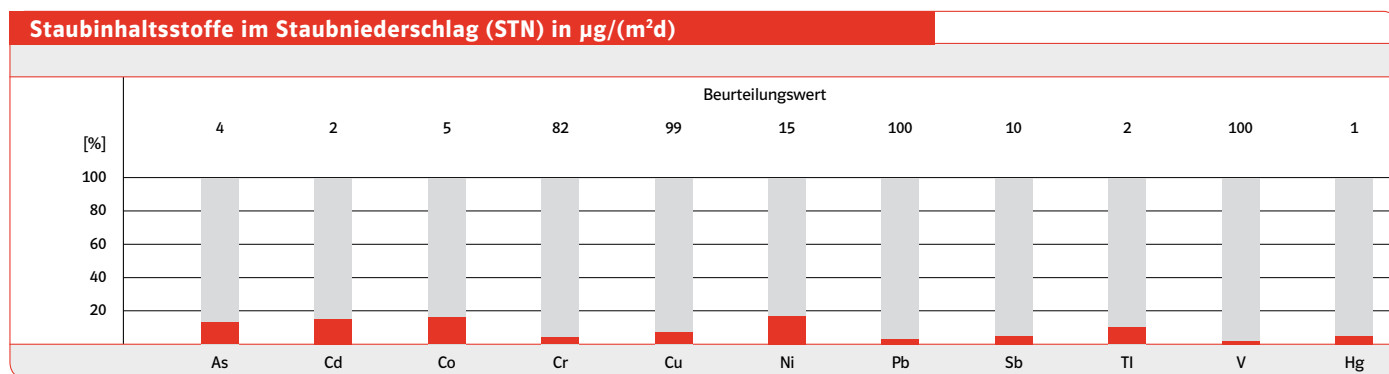 Staubinhaltsstoffe im Staubniederschlag (STN) in µg/(m²d)
Beurteilungswert
4 2 5 82 99 15 100 10 2 100 1
[%]
100
80
60
40
20
As Cd Co Cr Cu Ni Pb Sb Tl V Hg